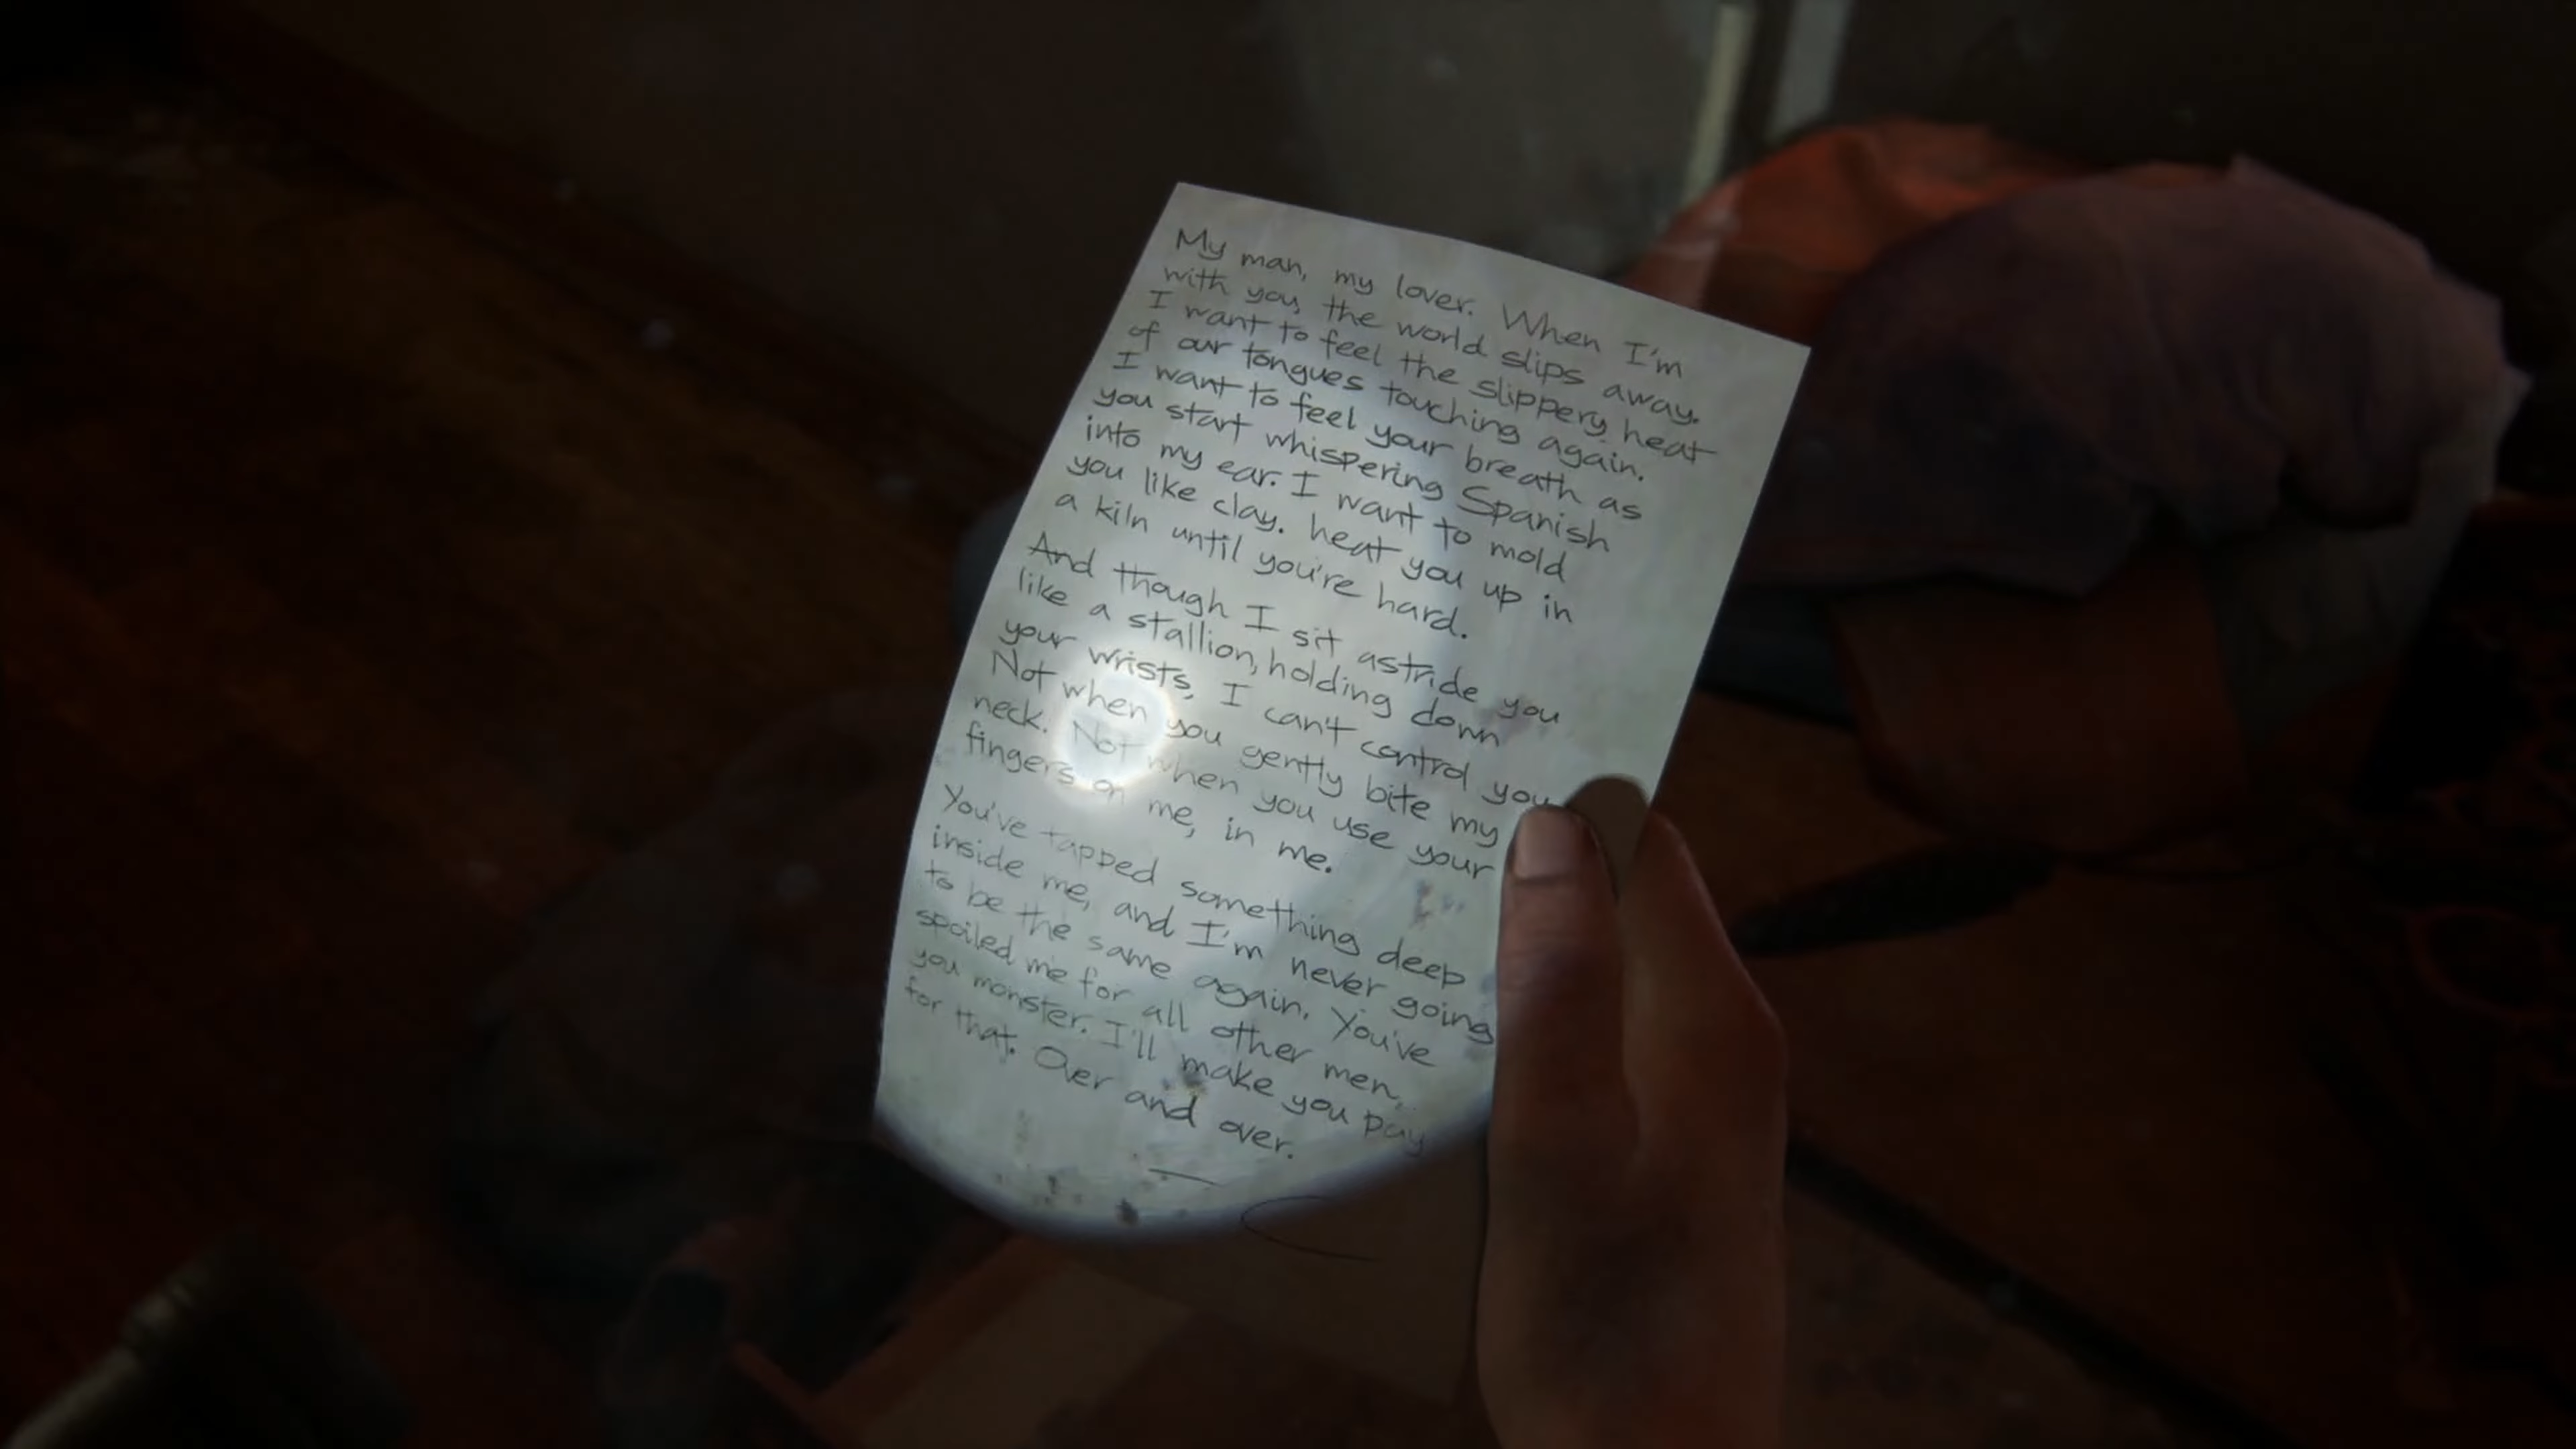 My man, my lover. When I'm
with you, the world slips away.
I want to feel the slippery heat
of our tongues touching again.
I want to feel your breath as
you start whispering Spanish
into my ear. I want to mold
you like clay. heat you up in
a kiln until you're hard.
And though I sit astride you
like a stallion, holding down
your wrists, I can't control you
Not when you gently bite my
neck. Not when you use your
fingers on me, in me.
You've tapped something deep
inside me, and I'm never going
to be the same again. You've
spoiled me for all other men,
you monster. I'll make you pay
for that. Over and over.